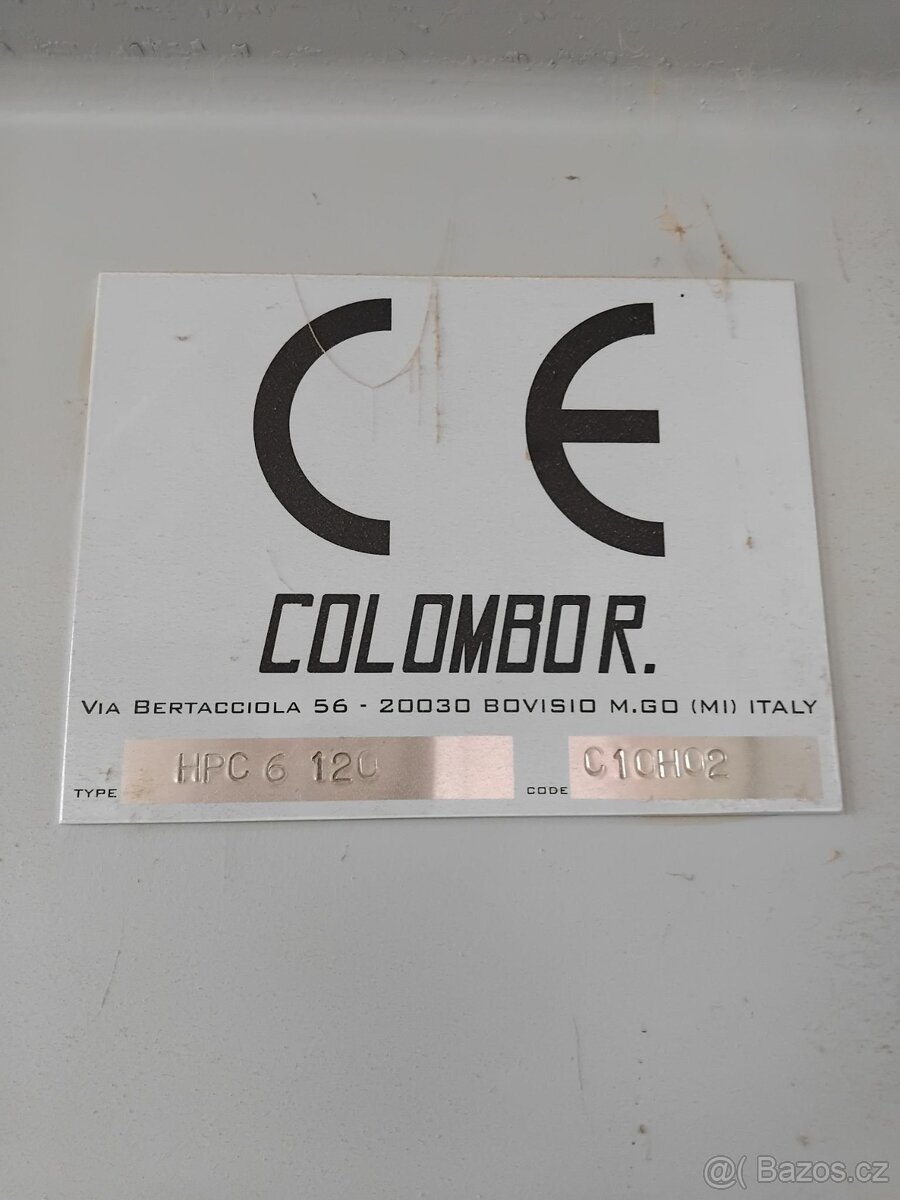 CE
COLOMBO R.
VIA BERTACCIOLA 56 - 20030 BOVISIO M.GO (MI) ITALY
TYPE HPC 6 120 CODE C10H02
@( Bazos.cz